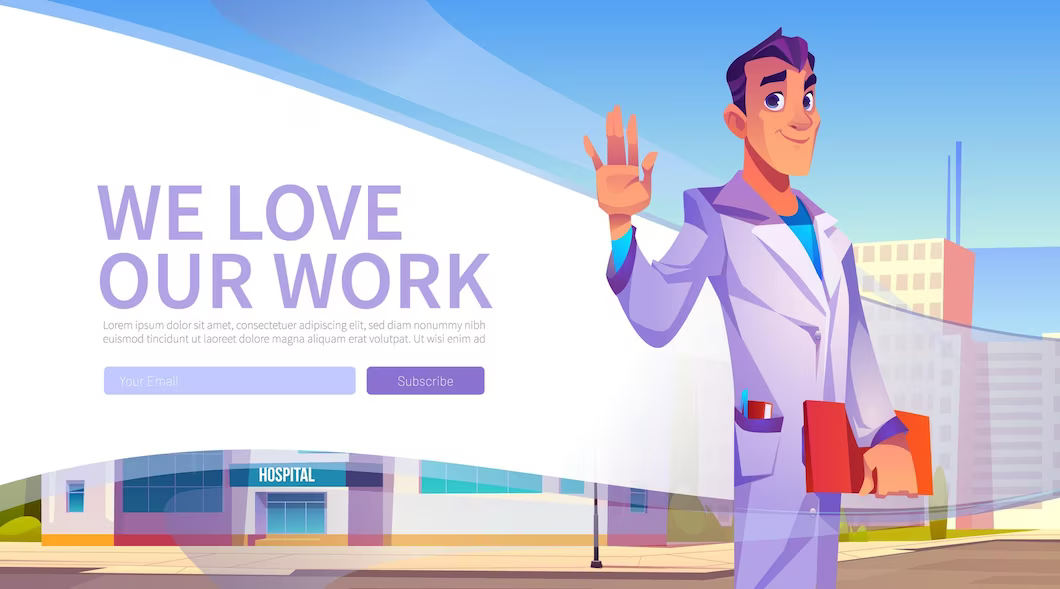 WE LOVE
OUR WORK
Lorem ipsum dolor sit amet, consectetuer adipiscing elit, sed diam nonummy nibh
euismod tincidunt ut laoreet dolore magna aliquam erat volutpat. Ut wisi enim ad
Your Email
Subscribe
HOSPITAL